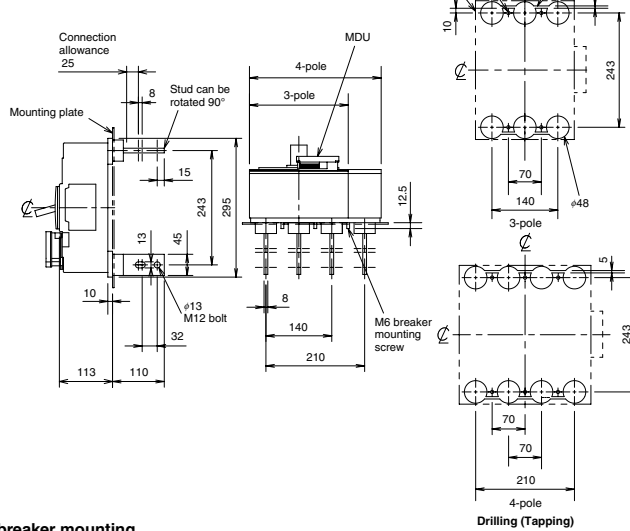 Connection
allowance
25
8
Stud can be
rotated 90°
Mounting plate
15
243
295
13
45
10
φ13
M12 bolt
32
113
110
MDU
4-pole
3-pole
12.5
8
140
210
M6 breaker
mounting
screw
10
243
70
140
φ48
3-pole
5
243
70
70
210
4-pole
Drilling (Tapping)
breaker mounting